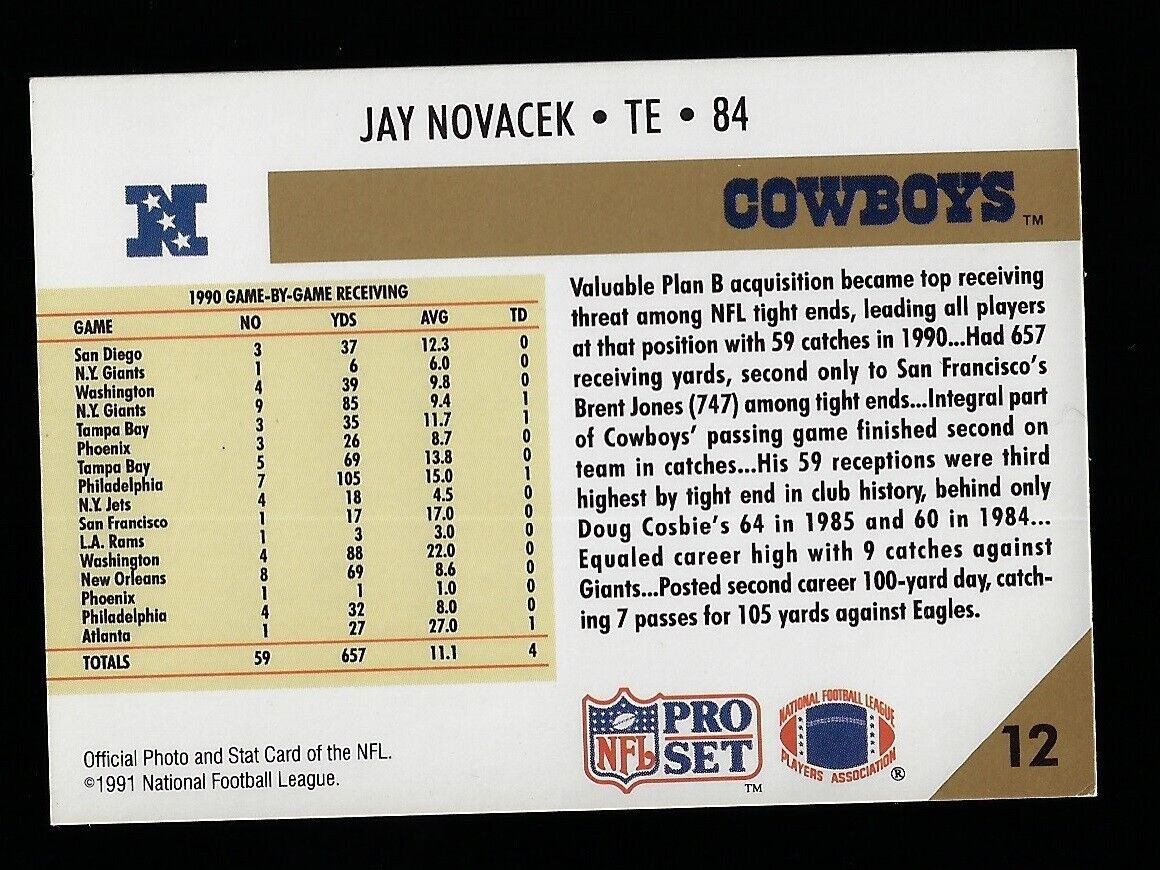 JAY NOVACEK • TE • 84
N
COWBOYS™
1990 GAME-BY-GAME RECEIVING
GAME NO YDS AVG TD
San Diego 3 37 12.3 0
N.Y. Giants 1 6 6.0 0
Washington 4 39 9.8 0
N.Y. Giants 9 85 9.4 1
Tampa Bay 3 35 11.7 1
Phoenix 3 26 8.7 0
Tampa Bay 5 69 13.8 0
Philadelphia 7 105 15.0 1
N.Y. Jets 4 18 4.5 0
San Francisco 1 17 17.0 0
L.A. Rams 1 3 3.0 0
Washington 4 88 22.0 0
New Orleans 8 69 8.6 0
Phoenix 1 1 1.0 0
Philadelphia 4 32 8.0 0
Atlanta 1 27 27.0 1
TOTALS 59 657 11.1 4
Valuable Plan B acquisition became top receiving
threat among NFL tight ends, leading all players
at that position with 59 catches in 1990...Had 657
receiving yards, second only to San Francisco's
Brent Jones (747) among tight ends...Integral part
of Cowboys' passing game finished second on
team in catches...His 59 receptions were third
highest by tight end in club history, behind only
Doug Cosbie's 64 in 1985 and 60 in 1984...
Equaled career high with 9 catches against
Giants...Posted second career 100-yard day, catch-
ing 7 passes for 105 yards against Eagles.
Official Photo and Stat Card of the NFL.
©1991 National Football League.
NFL PRO SET™
NATIONAL FOOTBALL LEAGUE
PLAYERS ASSOCIATION®
12